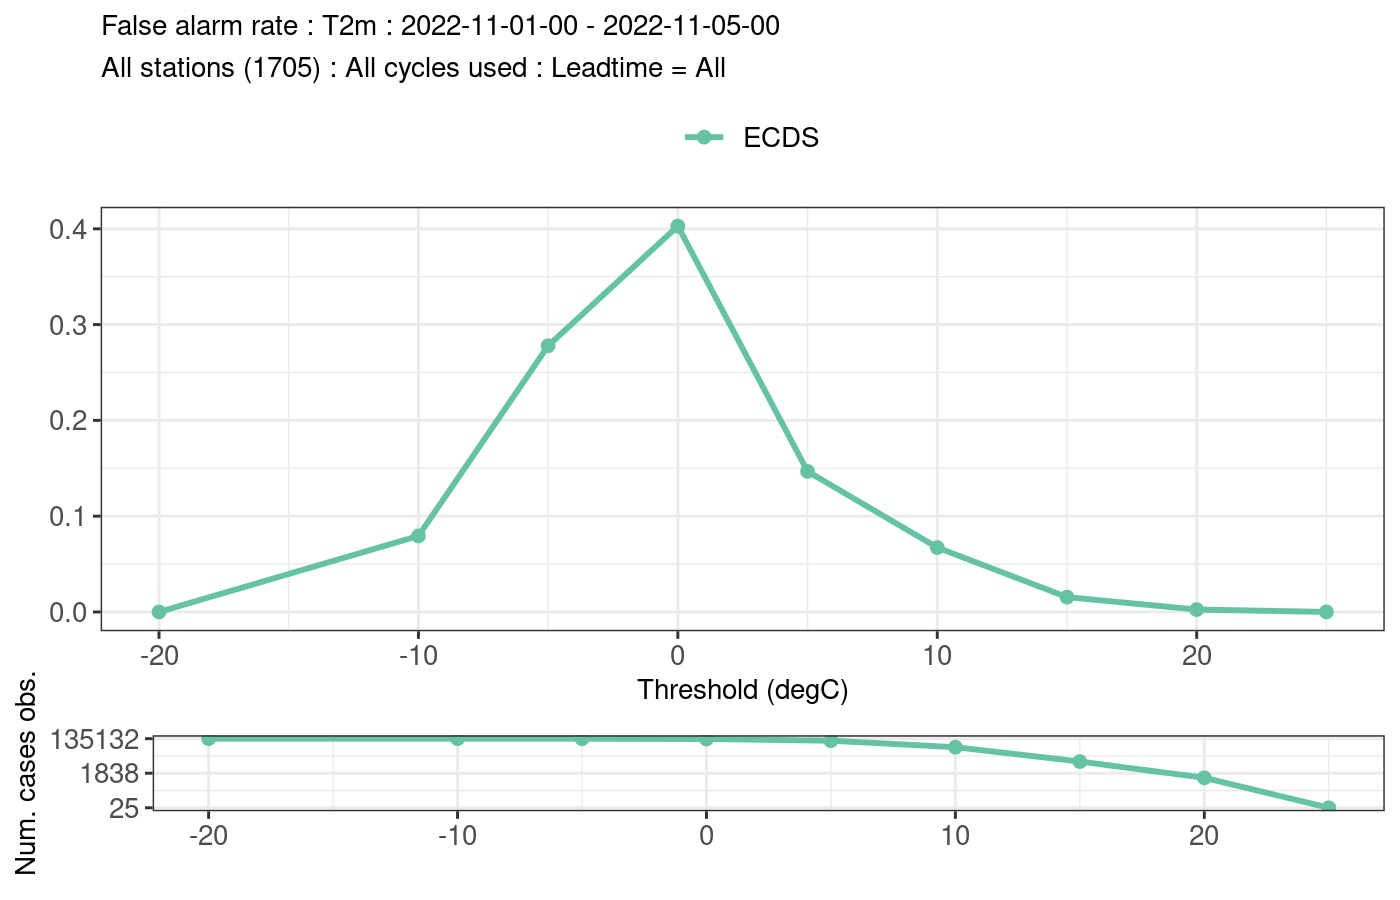 False alarm rate : T2m : 2022-11-01-00 - 2022-11-05-00
All stations (1705) : All cycles used : Leadtime = All
ECDS
0.4
0.3
0.2
0.1
0.0
-20 -10 0 10 20
Threshold (degC)
Num. cases obs.
135132
1838
25
-20 -10 0 10 20